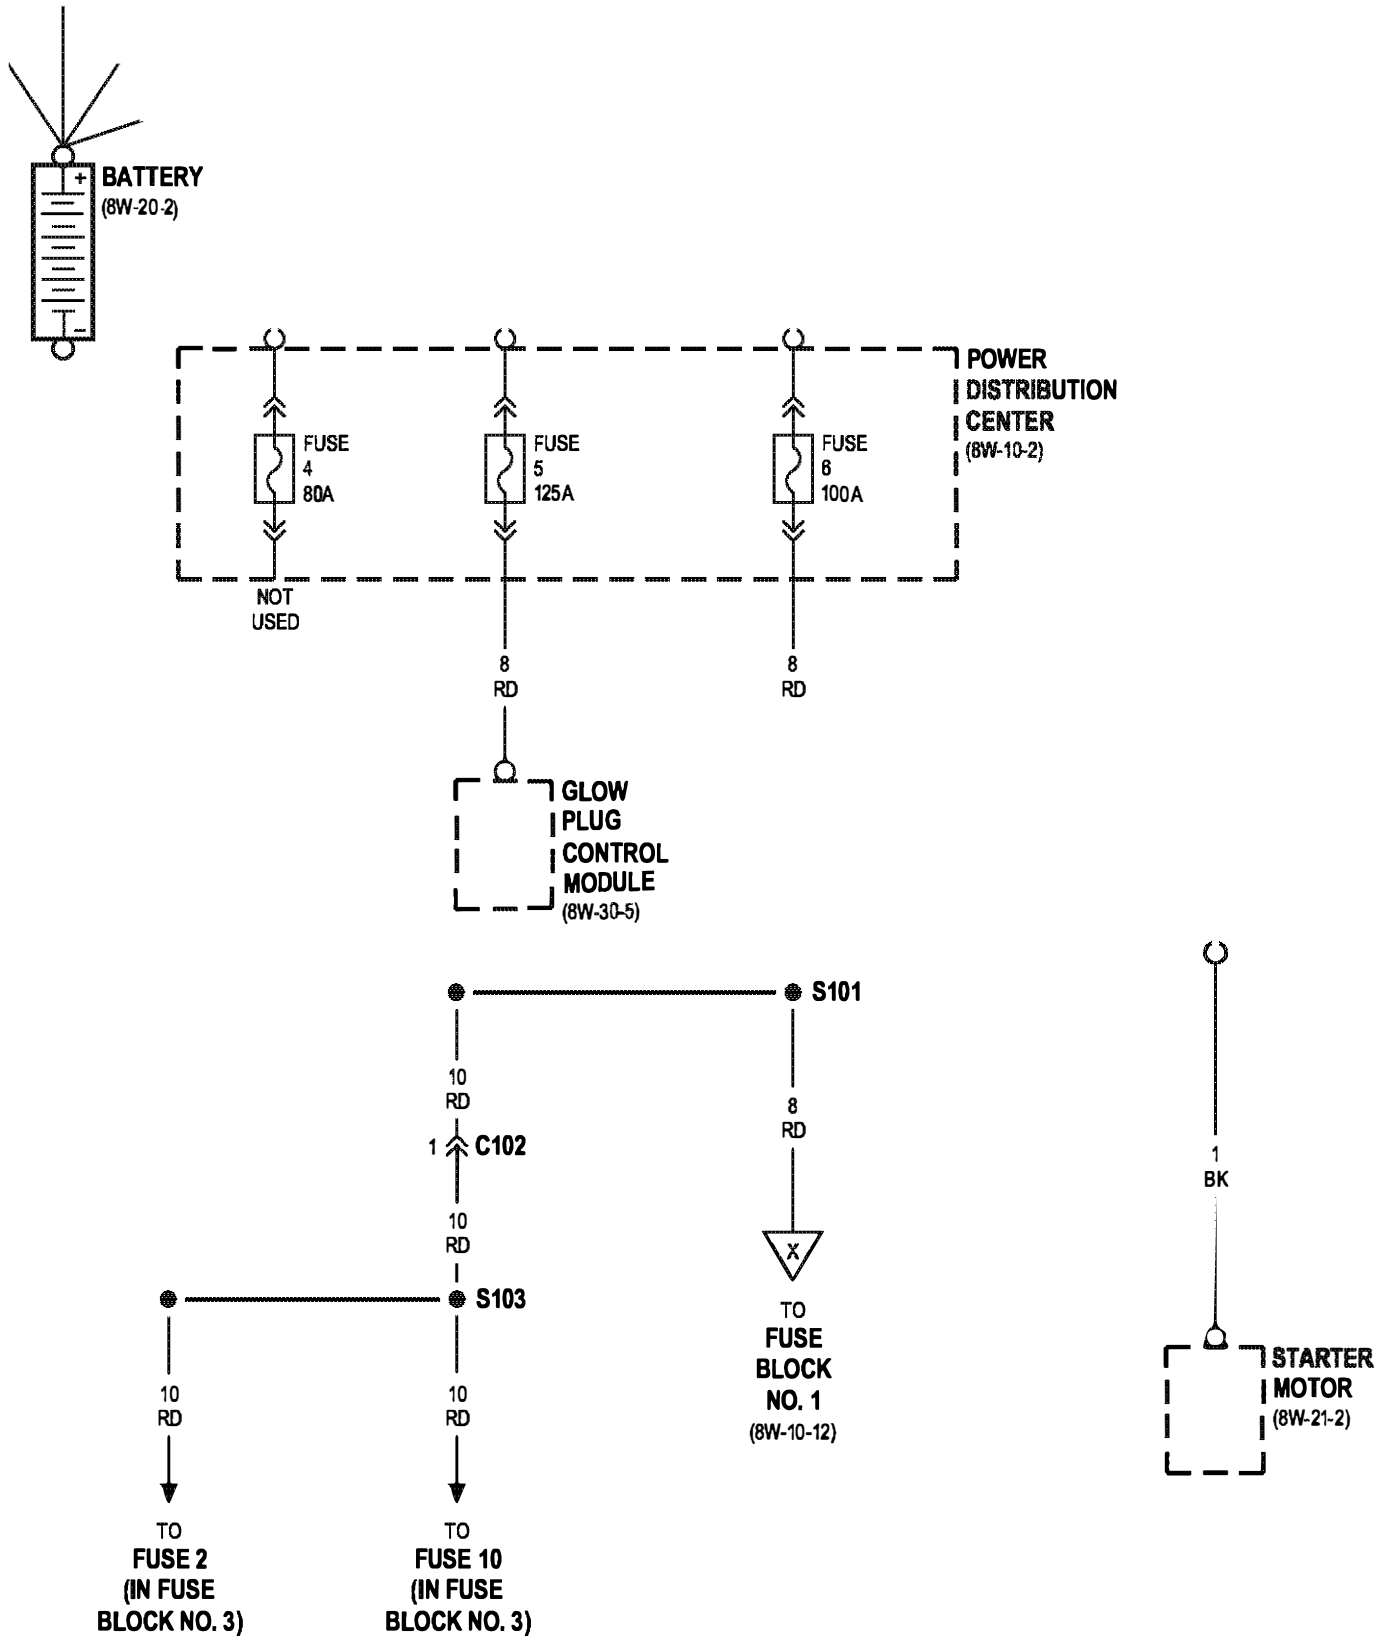 +
BATTERY
(8W-20-2)
–
POWER
DISTRIBUTION
CENTER
(8W-10-2)
FUSE
4
80A
FUSE
5
125A
FUSE
6
100A
NOT
USED
8
RD
8
RD
GLOW
PLUG
CONTROL
MODULE
(8W-30-5)
S101
10
RD
8
RD
1
C102
1
BK
10
RD
X
S103
TO
FUSE
BLOCK
NO. 1
(8W-10-12)
STARTER
MOTOR
(8W-21-2)
10
RD
10
RD
TO
FUSE 2
(IN FUSE
BLOCK NO. 3)
TO
FUSE 10
(IN FUSE
BLOCK NO. 3)